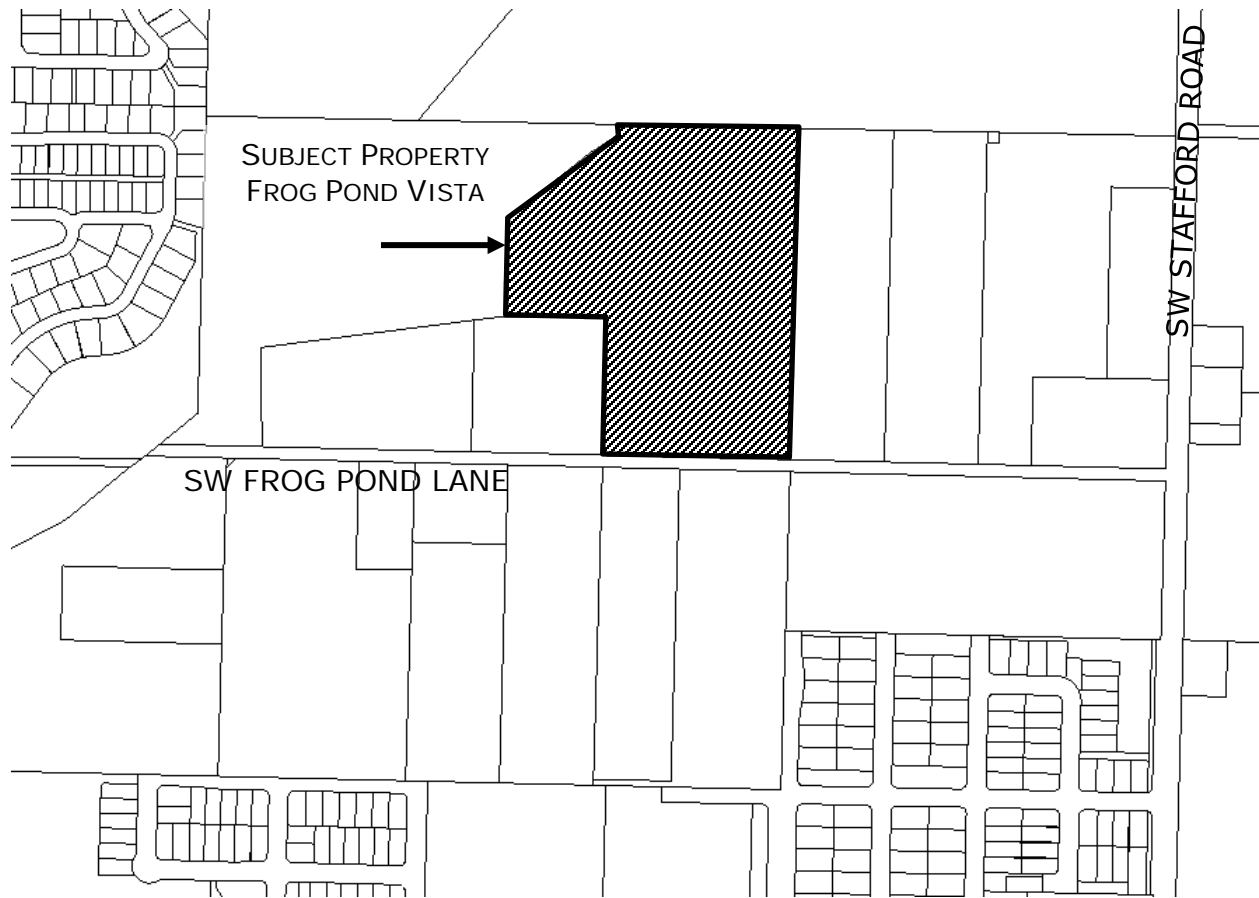 SUBJECT PROPERTY
FROG POND VISTA
SW STAFFORD ROAD
SW FROG POND LANE